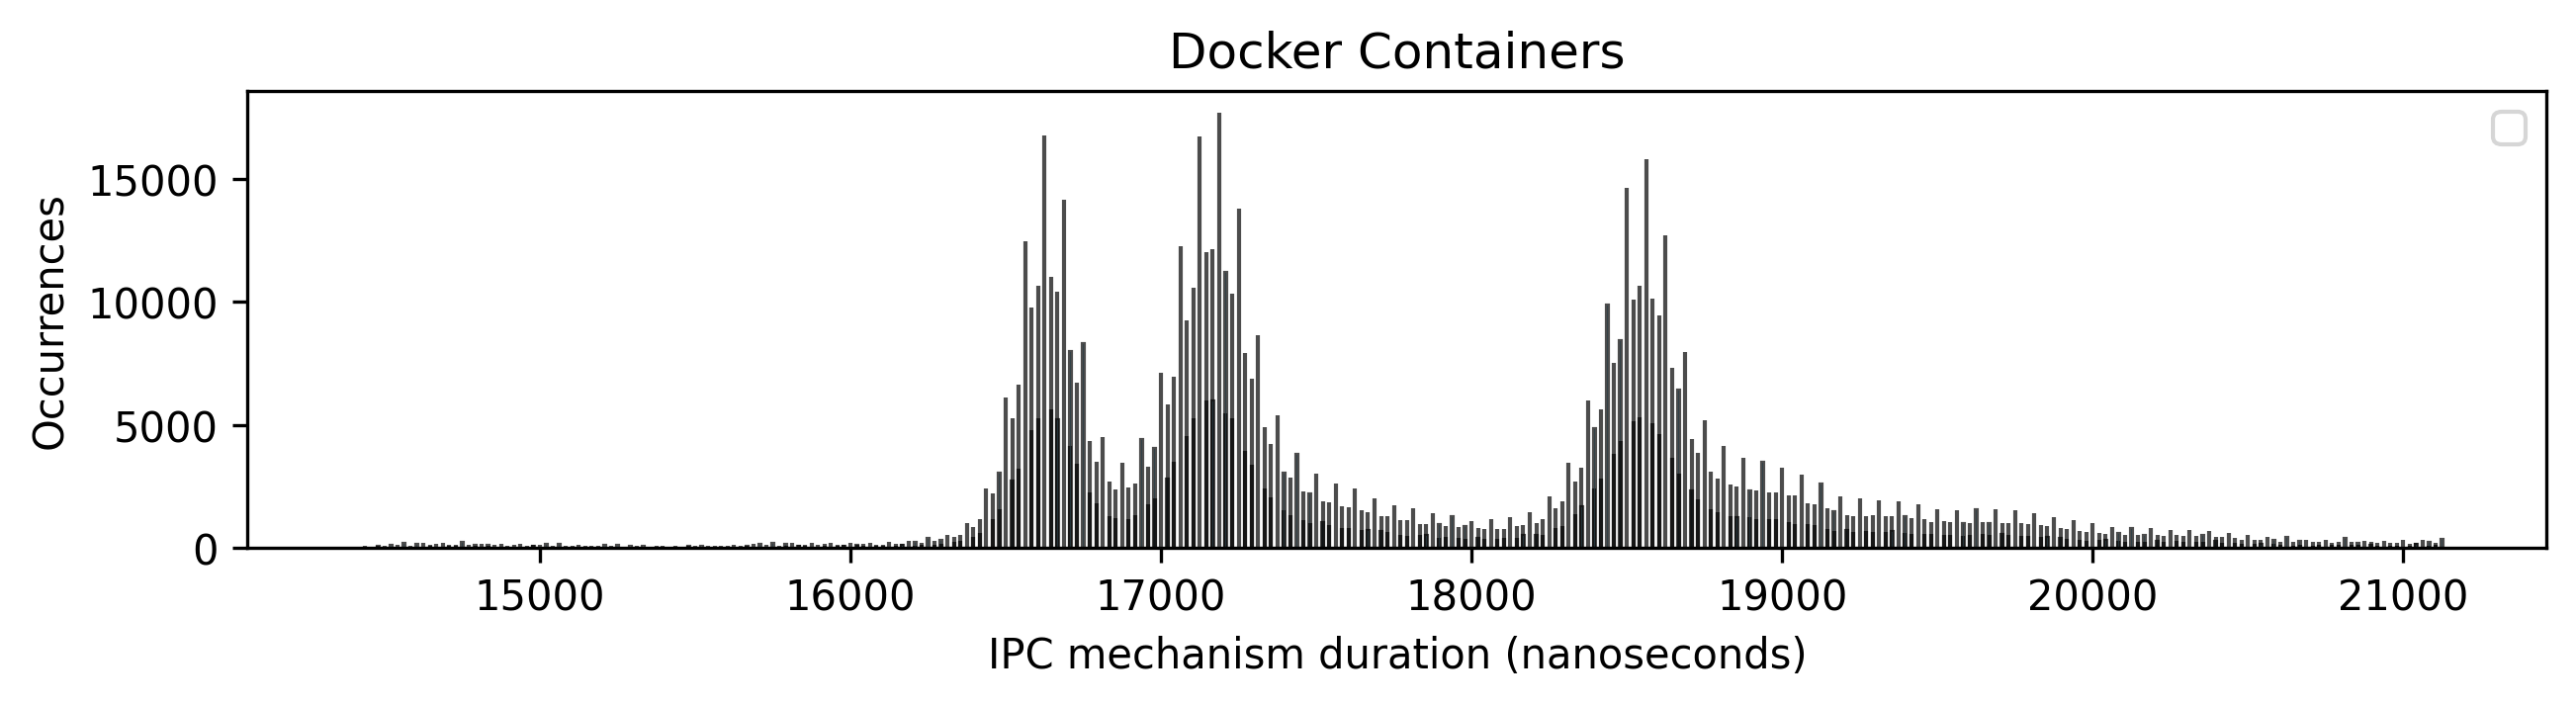 Docker Containers
15000
10000
5000
0
Occurrences
15000 16000 17000 18000 19000 20000 21000
IPC mechanism duration (nanoseconds)